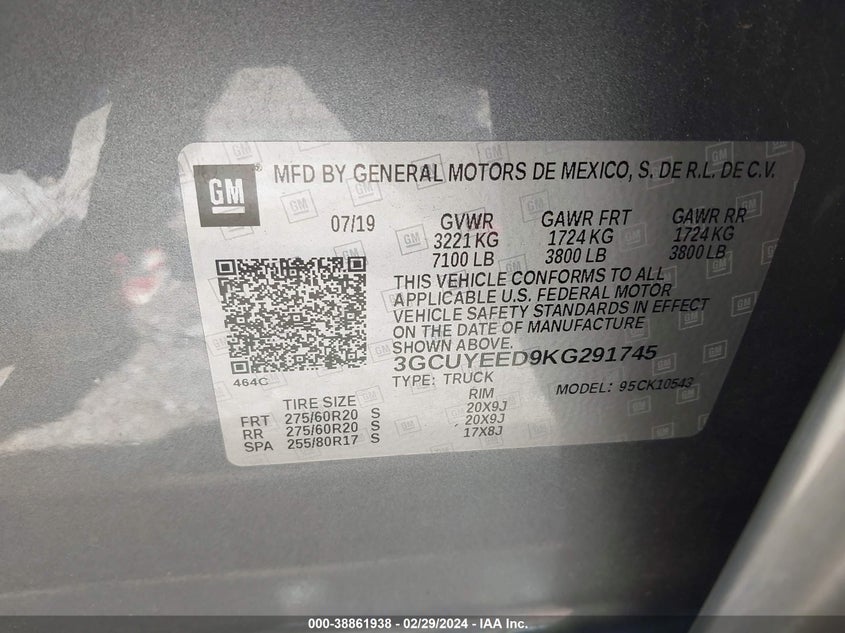 GM
MFD BY GENERAL MOTORS DE MEXICO, S. DE R.L. DE C.V.
07/19 GVWR GAWR FRT GAWR RR
3221 KG 1724 KG 1724 KG
7100 LB 3800 LB 3800 LB
THIS VEHICLE CONFORMS TO ALL
APPLICABLE U.S. FEDERAL MOTOR
VEHICLE SAFETY STANDARDS IN EFFECT
ON THE DATE OF MANUFACTURE
SHOWN ABOVE.
3GCUYEED9KG291745
464C
TYPE: TRUCK MODEL: 95CK10543
TIRE SIZE RIM
FRT 275/60R20 S 20X9J
RR 275/60R20 S 20X9J
SPA 255/80R17 S 17X8J
000-38861938 - 02/29/2024 - IAA Inc.